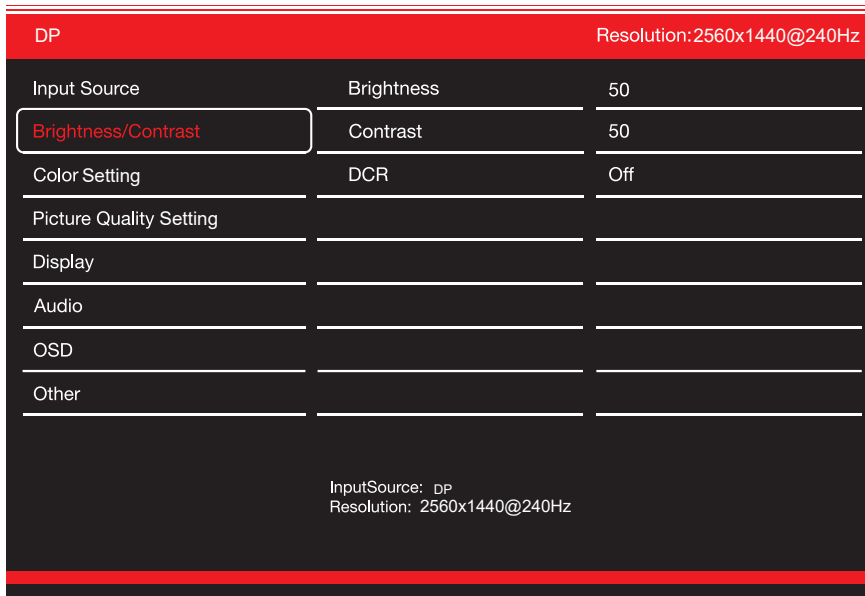 DP Resolution:2560x1440@240Hz
Input Source Brightness 50
Brightness/Contrast Contrast 50
Color Setting DCR Off
Picture Quality Setting
Display
Audio
OSD
Other
InputSource: DP
Resolution: 2560x1440@240Hz